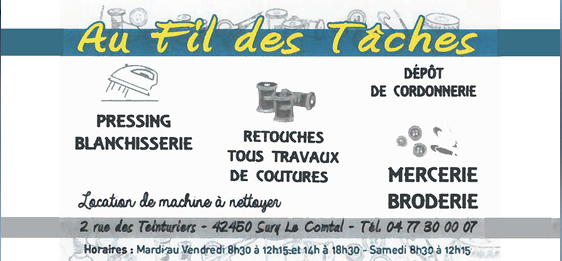 Au Fil des Tâches
DÉPÔT
DE CORDONNERIE
PRESSING
BLANCHISSERIE
RETOUCHES
TOUS TRAVAUX
DE COUTURES
MERCERIE
BRODERIE
Location de machine à nettoyer
2 rue des Teinturiers - 42450 Sury Le Comtal - Tél. 04 77 30 00 07
Horaires : Mardi au Vendredi 8h30 à 12h15 et 14h à 18h30 - Samedi 8h30 à 12h15